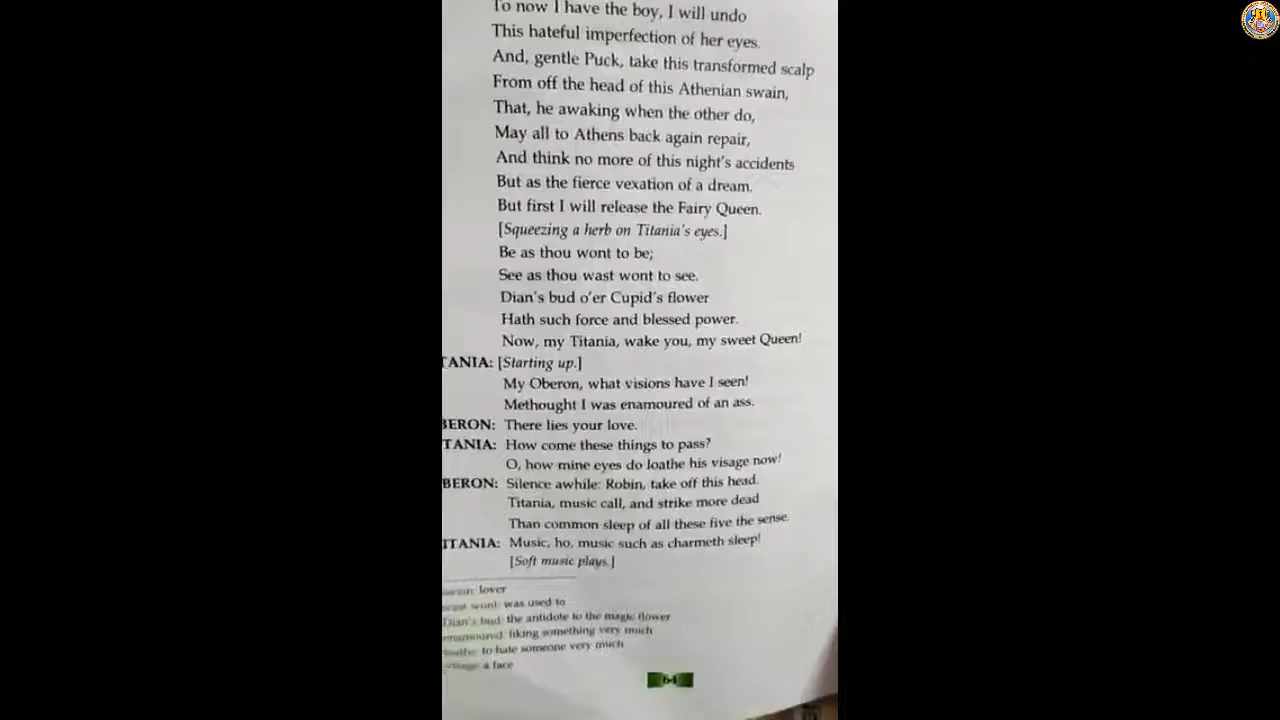 To now I have the boy, I will undo
This hateful imperfection of her eyes.
And, gentle Puck, take this transformed scalp
From off the head of this Athenian swain,
That, he awaking when the other do,
May all to Athens back again repair,
And think no more of this night's accidents
But as the fierce vexation of a dream.
But first I will release the Fairy Queen.
[Squeezing a herb on Titania's eyes.]
Be as thou wont to be;
See as thou wast wont to see.
Dian's bud o'er Cupid's flower
Hath such force and blessed power.
Now, my Titania, wake you, my sweet Queen!
TANIA: [Starting up.]
My Oberon, what visions have I seen!
Methought I was enamoured of an ass.
BERON: There lies your love.
TANIA: How come these things to pass?
O, how mine eyes do loathe his visage now!
BERON: Silence awhile: Robin, take off this head.
Titania, music call, and strike more dead
Than common sleep of all these five the sense.
ITANIA: Music, ho, music such as charmeth sleep!
[Soft music plays.]
lover
wont: was used to
Dian's bud: the antidote to the magic flower
enamoured: liking something very much
to hate someone very much
a face
64